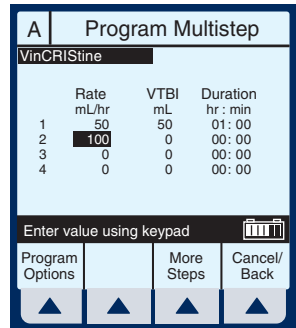 A Program Multistep
VinCRIStine
Rate VTBI Duration
mL/hr mL hr : min
1 50 50 01: 00
2 100 0 00: 00
3 0 0 00: 00
4 0 0 00: 00
Enter value using keypad
Program More Cancel/
Options Steps Back